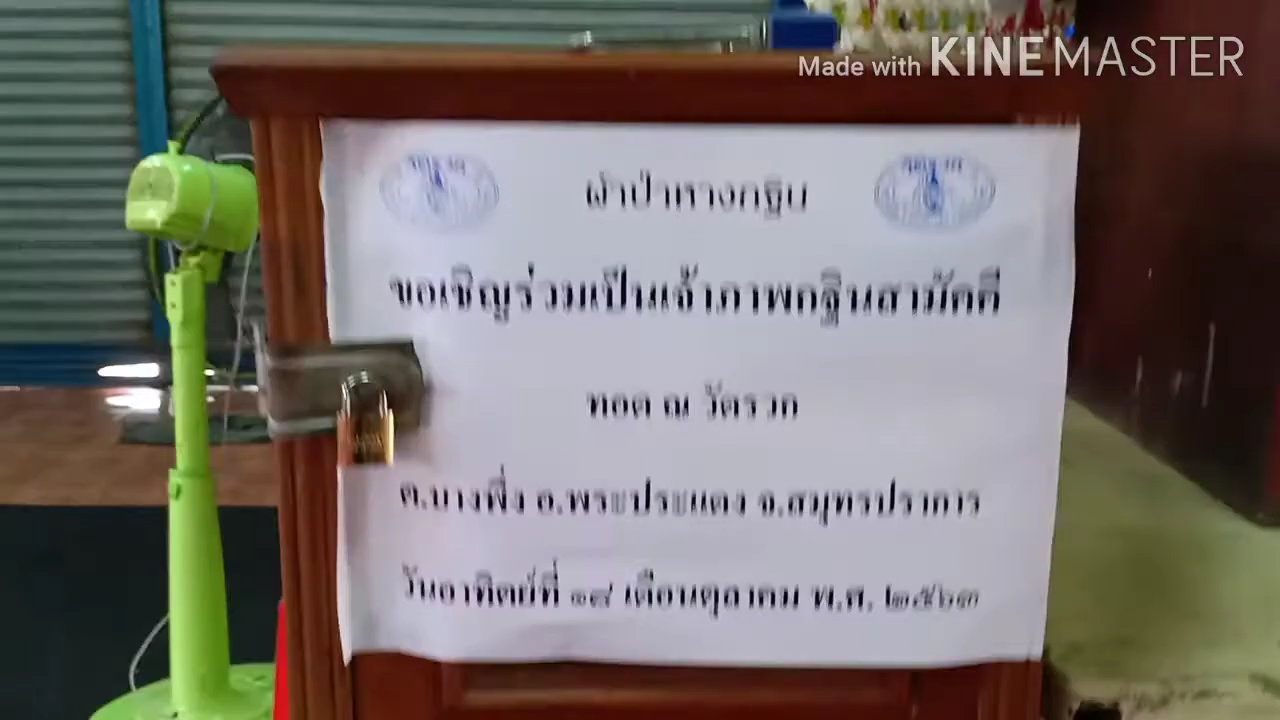 Made with KINEMASTER
ผ้าป่าหางกฐิน
ขอเชิญร่วมเป็นเจ้าภาพกฐินสามัคคี
ทอด ณ วัดรวก
ต.บางพึ่ง อ.พระประแดง จ.สมุทรปราการ
วันอาทิตย์ที่ ๑๘ เดือนตุลาคม พ.ศ. ๒๕๖๓